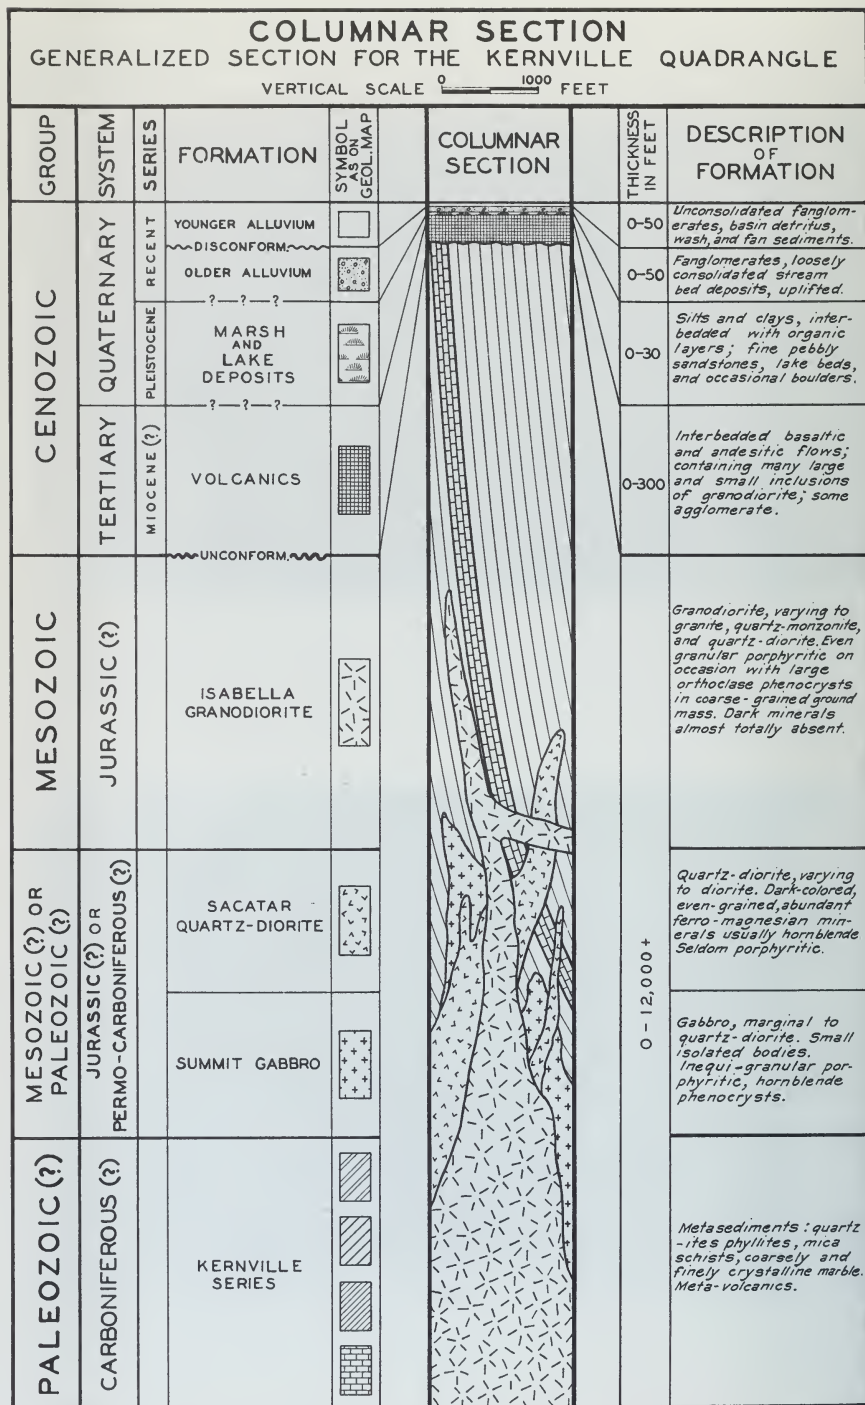 COLUMNAR SECTION
GENERALIZED SECTION FOR THE KERNVILLE QUADRANGLE
VERTICAL SCALE 0 1000 FEET
GROUP
SYSTEM
SERIES
FORMATION
SYMBOL
AS ON
GEOL. MAP
COLUMNAR
SECTION
THICKNESS
IN FEET
DESCRIPTION
OF
FORMATION
CENOZOIC
QUATERNARY
RECENT
YOUNGER ALLUVIUM
0-50
Unconsolidated fanglom-
erates, basin detritus,
wash, and fan sediments.
DISCONFORM.
OLDER ALLUVIUM
0-50
Fanglomerates, loosely
consolidated stream
bed deposits, uplifted.
? — ? — ?
PLEISTOCENE
MARSH
AND
LAKE
DEPOSITS
0-30
Silts and clays, inter-
bedded with organic
layers; fine pebbly
sandstones, lake beds,
and occasional boulders.
? — ? — ?
TERTIARY
MIOCENE (?)
VOLCANICS
0-300
Interbedded basaltic
and andesitic flows;
containing many large
and small inclusions
of granodiorite; some
agglomerate.
UNCONFORM.
MESOZOIC
JURASSIC (?)
ISABELLA
GRANODIORITE
Granodiorite, varying to
granite, quartz-monzonite,
and quartz-diorite. Even
granular porphyritic on
occasion with large
orthoclase phenocrysts
in coarse-grained ground
mass. Dark minerals
almost totally absent.
MESOZOIC (?) OR
PALEOZOIC (?)
JURASSIC (?) OR
PERMO-CARBONIFEROUS (?)
SACATAR
QUARTZ-DIORITE
Quartz-diorite, varying
to diorite. Dark-colored,
even-grained, abundant
ferro-magnesian min-
erals usually hornblende
Seldom porphyritic.
0-12,000+
SUMMIT GABBRO
Gabbro, marginal to
quartz-diorite. Small
isolated bodies.
Inequi-granular por-
phyritic, hornblende
phenocrysts.
PALEOZOIC (?)
CARBONIFEROUS (?)
KERNVILLE
SERIES
Metasediments: quartz
-ites phyllites, mica
schists, coarsely and
finely crystalline marble.
Meta-volcanics.